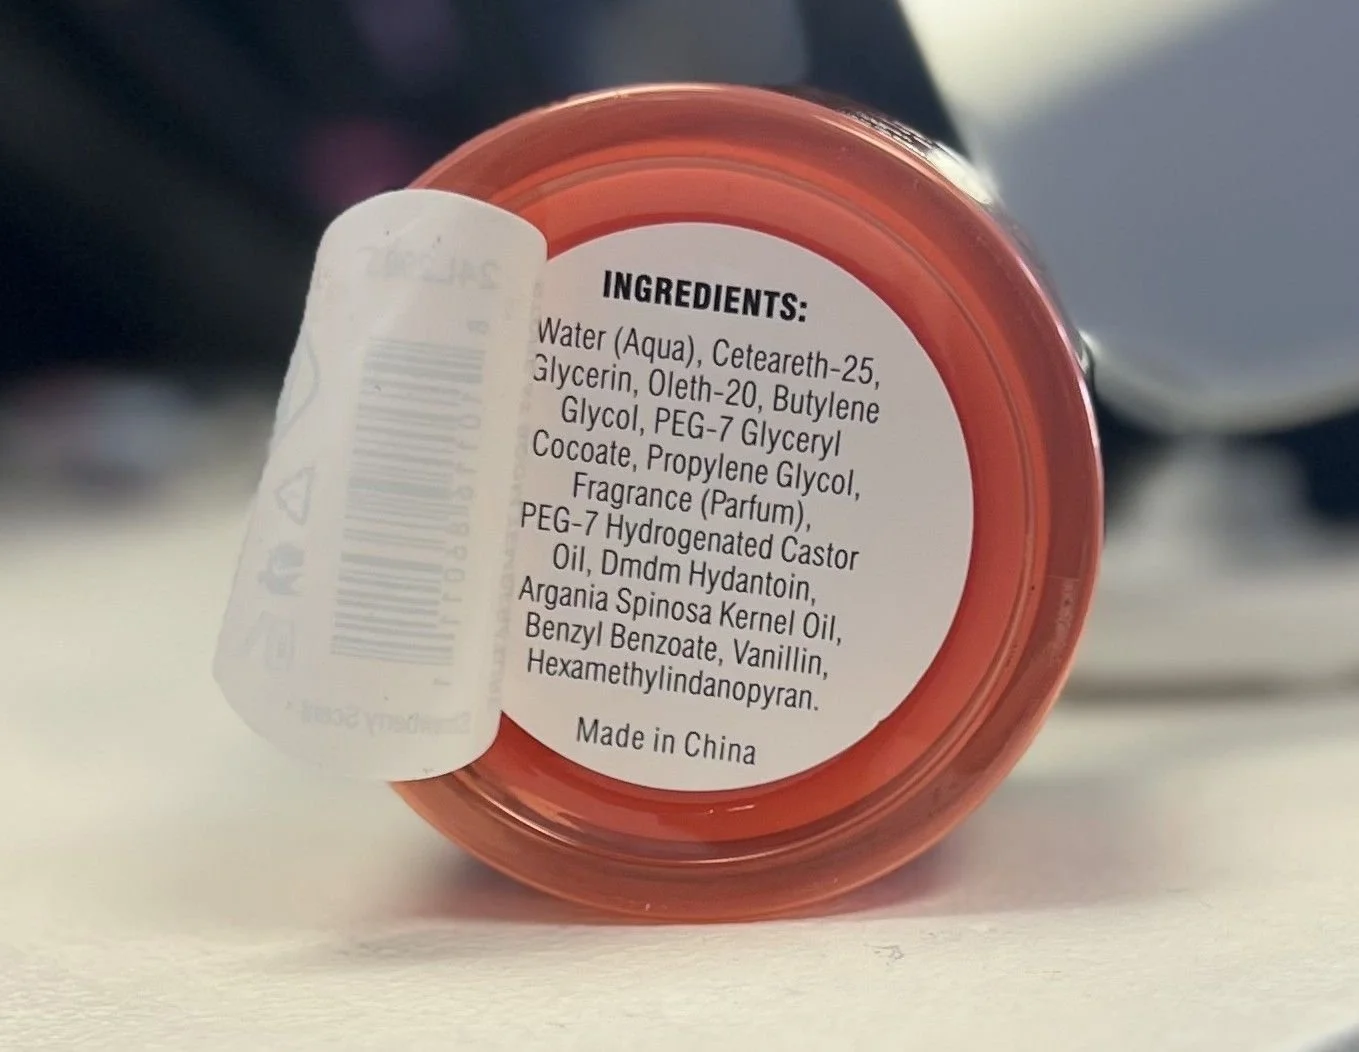 INGREDIENTS:
Water (Aqua), Ceteareth-25,
Glycerin, Oleth-20, Butylene
Glycol, PEG-7 Glyceryl
Cocoate, Propylene Glycol,
Fragrance (Parfum),
PEG-7 Hydrogenated Castor
Oil, Dmdm Hydantoin,
Argania Spinosa Kernel Oil,
Benzyl Benzoate, Vanillin,
Hexamethylindanopyran.
Made in China